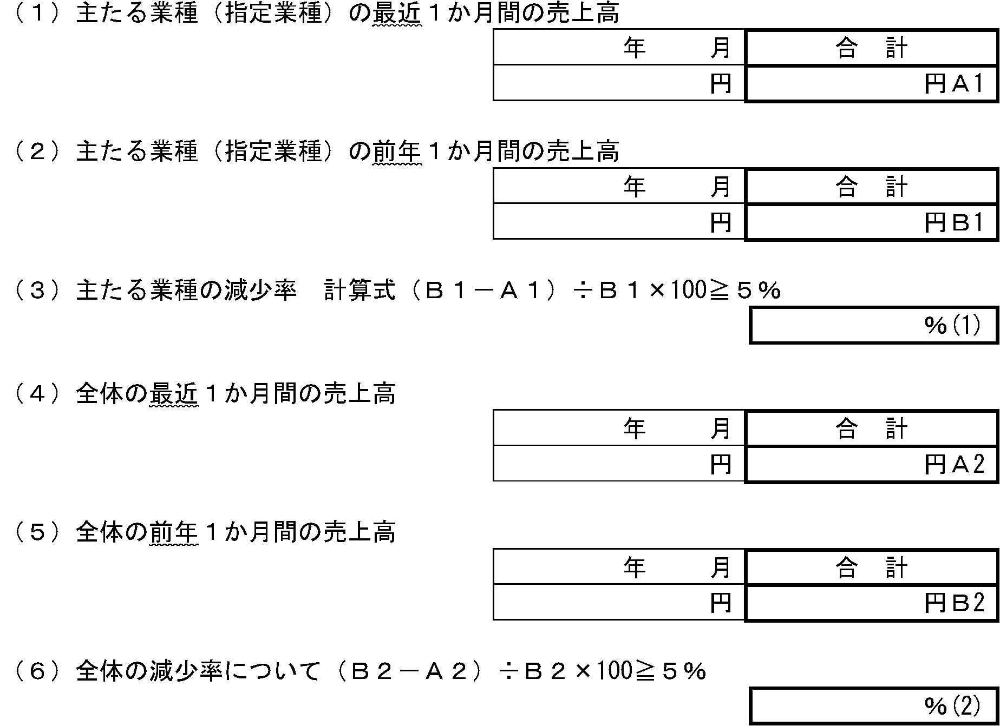 （１）主たる業種（指定業種）の最近１か月間の売上高
年　　月　合　計
円　円Ａ1
（２）主たる業種（指定業種）の前年１か月間の売上高
年　　月　合　計
円　円Ｂ1
（３）主たる業種の減少率　計算式（Ｂ１－Ａ１）÷Ｂ１×100≧５％
％(1)
（４）全体の最近１か月間の売上高
年　　月　合　計
円　円Ａ2
（５）全体の前年１か月間の売上高
年　　月　合　計
円　円Ｂ2
（６）全体の減少率について（Ｂ２－Ａ２）÷Ｂ２×100≧５％
％(2)